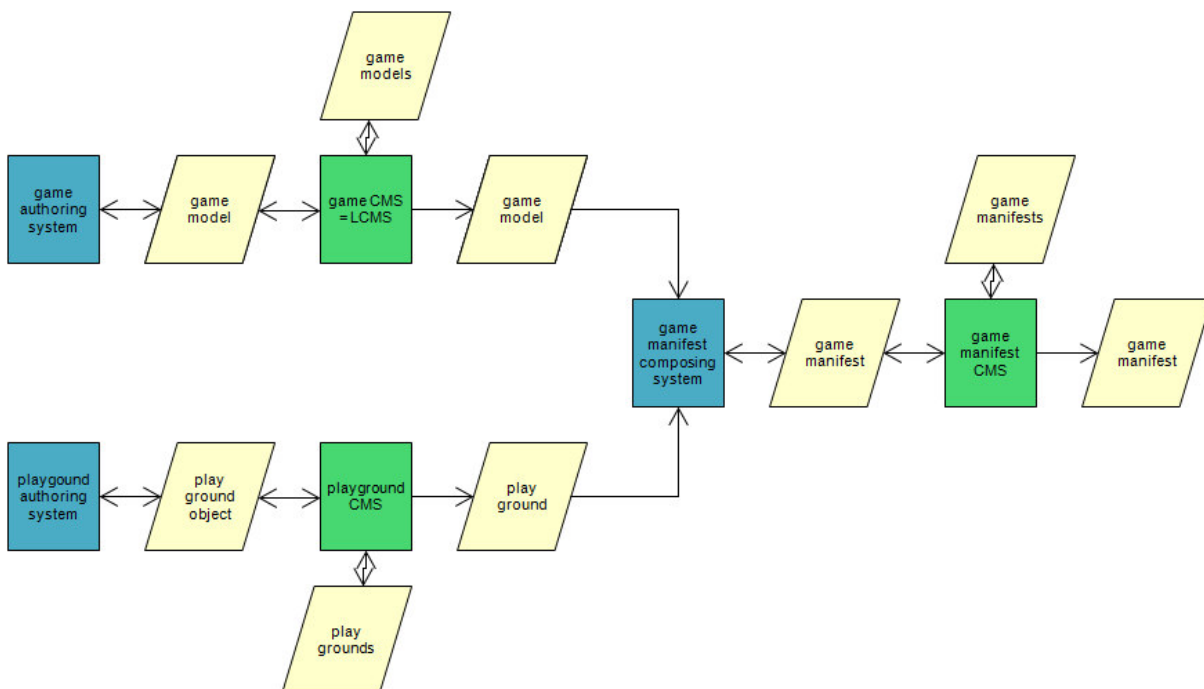 game
models
game
authoring
system
game
model
game CMS
= LCMS
game
model
game
manifests
game
manifest
composing
system
game
manifest
game
manifest
CMS
game
manifest
playgound
authoring
system
play
ground
object
playground
CMS
play
ground
play
grounds